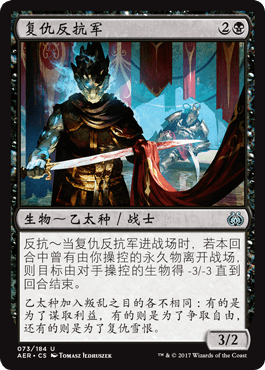 复仇反抗军 2
生物~乙太种 / 战士
反抗~当复仇反抗军进战场时，若本回
合中曾有由你操控的永久物离开战场，
则目标由对手操控的生物得 -3/-3 直到
回合结束。
乙太种加入叛乱之目的各不相同：有的是
为了谋取利益，有的则是为了争取自由，
还有的则是为了复仇雪恨。
3/2
073/184 U
AER • CS Tomasz Jedruszek
™ & © 2017 Wizards of the Coast